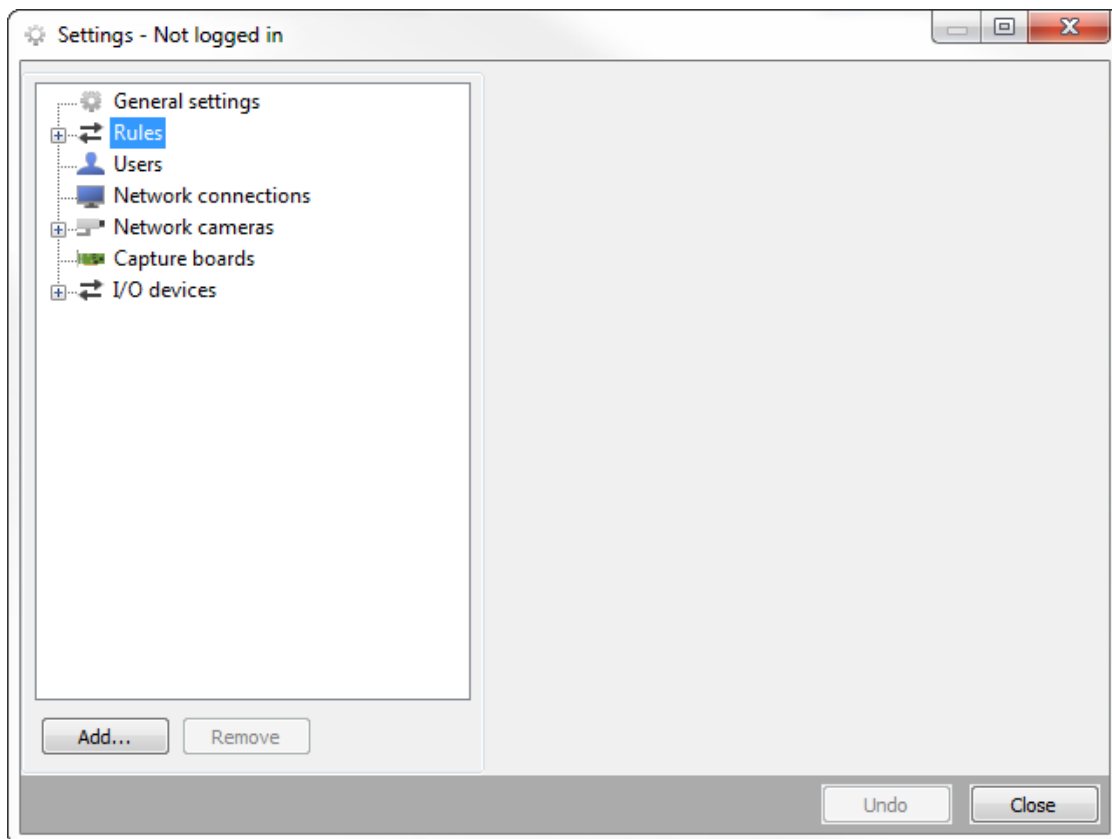 Settings - Not logged in
General settings
Rules
Users
Network connections
Network cameras
Capture boards
I/O devices
Add...
Remove
Undo
Close